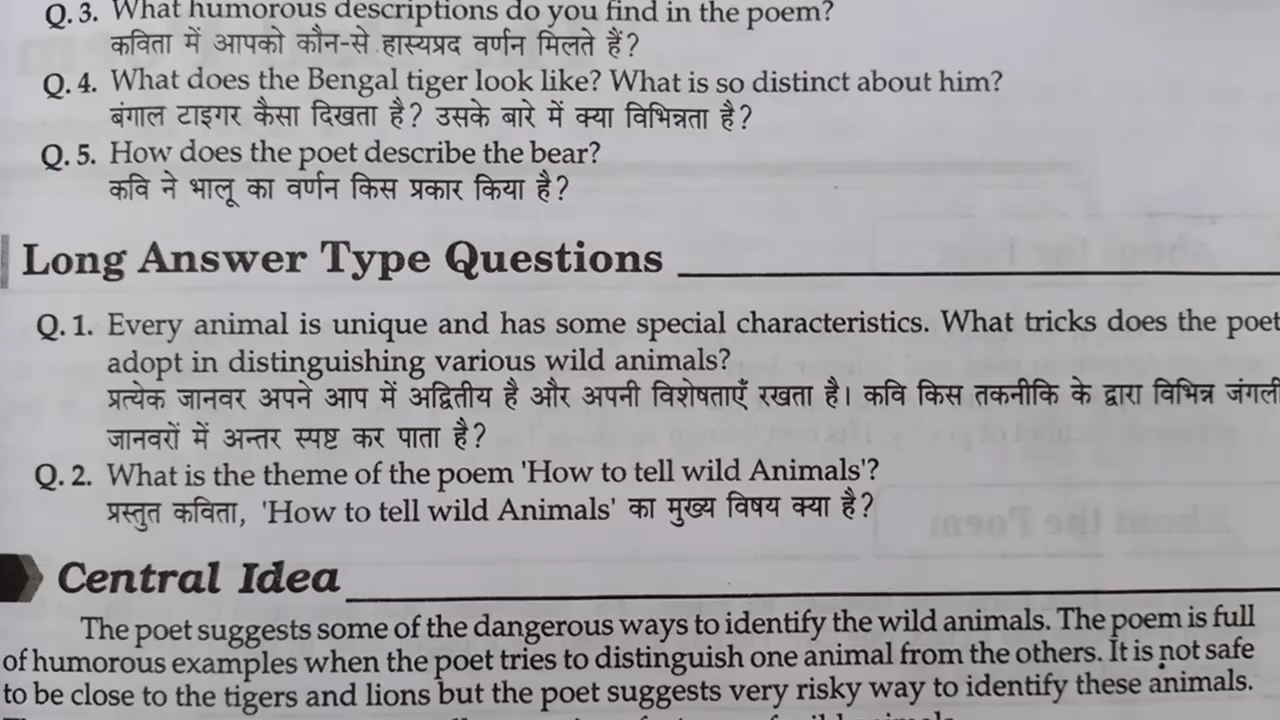 Q. 3. What humorous descriptions do you find in the poem?
कविता में आपको कौन-से हास्यप्रद वर्णन मिलते हैं?
Q. 4. What does the Bengal tiger look like? What is so distinct about him?
बंगाल टाइगर कैसा दिखता है? उसके बारे में क्या विभिन्नता है?
Q. 5. How does the poet describe the bear?
कवि ने भालू का वर्णन किस प्रकार किया है?
Long Answer Type Questions
Q. 1. Every animal is unique and has some special characteristics. What tricks does the poet
adopt in distinguishing various wild animals?
प्रत्येक जानवर अपने आप में अद्वितीय है और अपनी विशेषताएँ रखता है। कवि किस तकनीकि के द्वारा विभिन्न जंगली
जानवरों में अन्तर स्पष्ट कर पाता है?
Q. 2. What is the theme of the poem 'How to tell wild Animals'?
प्रस्तुत कविता, 'How to tell wild Animals' का मुख्य विषय क्या है?
Central Idea
The poet suggests some of the dangerous ways to identify the wild animals. The poem is full
of humorous examples when the poet tries to distinguish one animal from the others. It is not safe
to be close to the tigers and lions but the poet suggests very risky way to identify these animals.